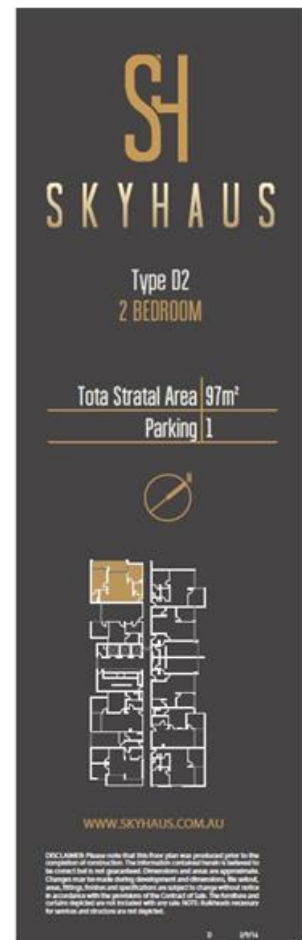 SH
SKYHAUS
Type D2
2 BEDROOM
Tota Stratal Area 97m²
Parking 1
WWW.SKYHAUS.COM.AU
DISCLAIMER: Please note that this floor plan was produced prior to the
completion of construction. The information contained herein is believed to
be correct but is not guaranteed. Dimensions and areas are approximate.
Changes may be made during development and dimensions,
areas, fittings, finishes and specifications are subject to change without notice
in accordance with the provisions of the Contract of Sale. The furniture and
curtains depicted are not included with any sale. NOTE: Bulkheads necessary
for services and structure are not depicted.
D